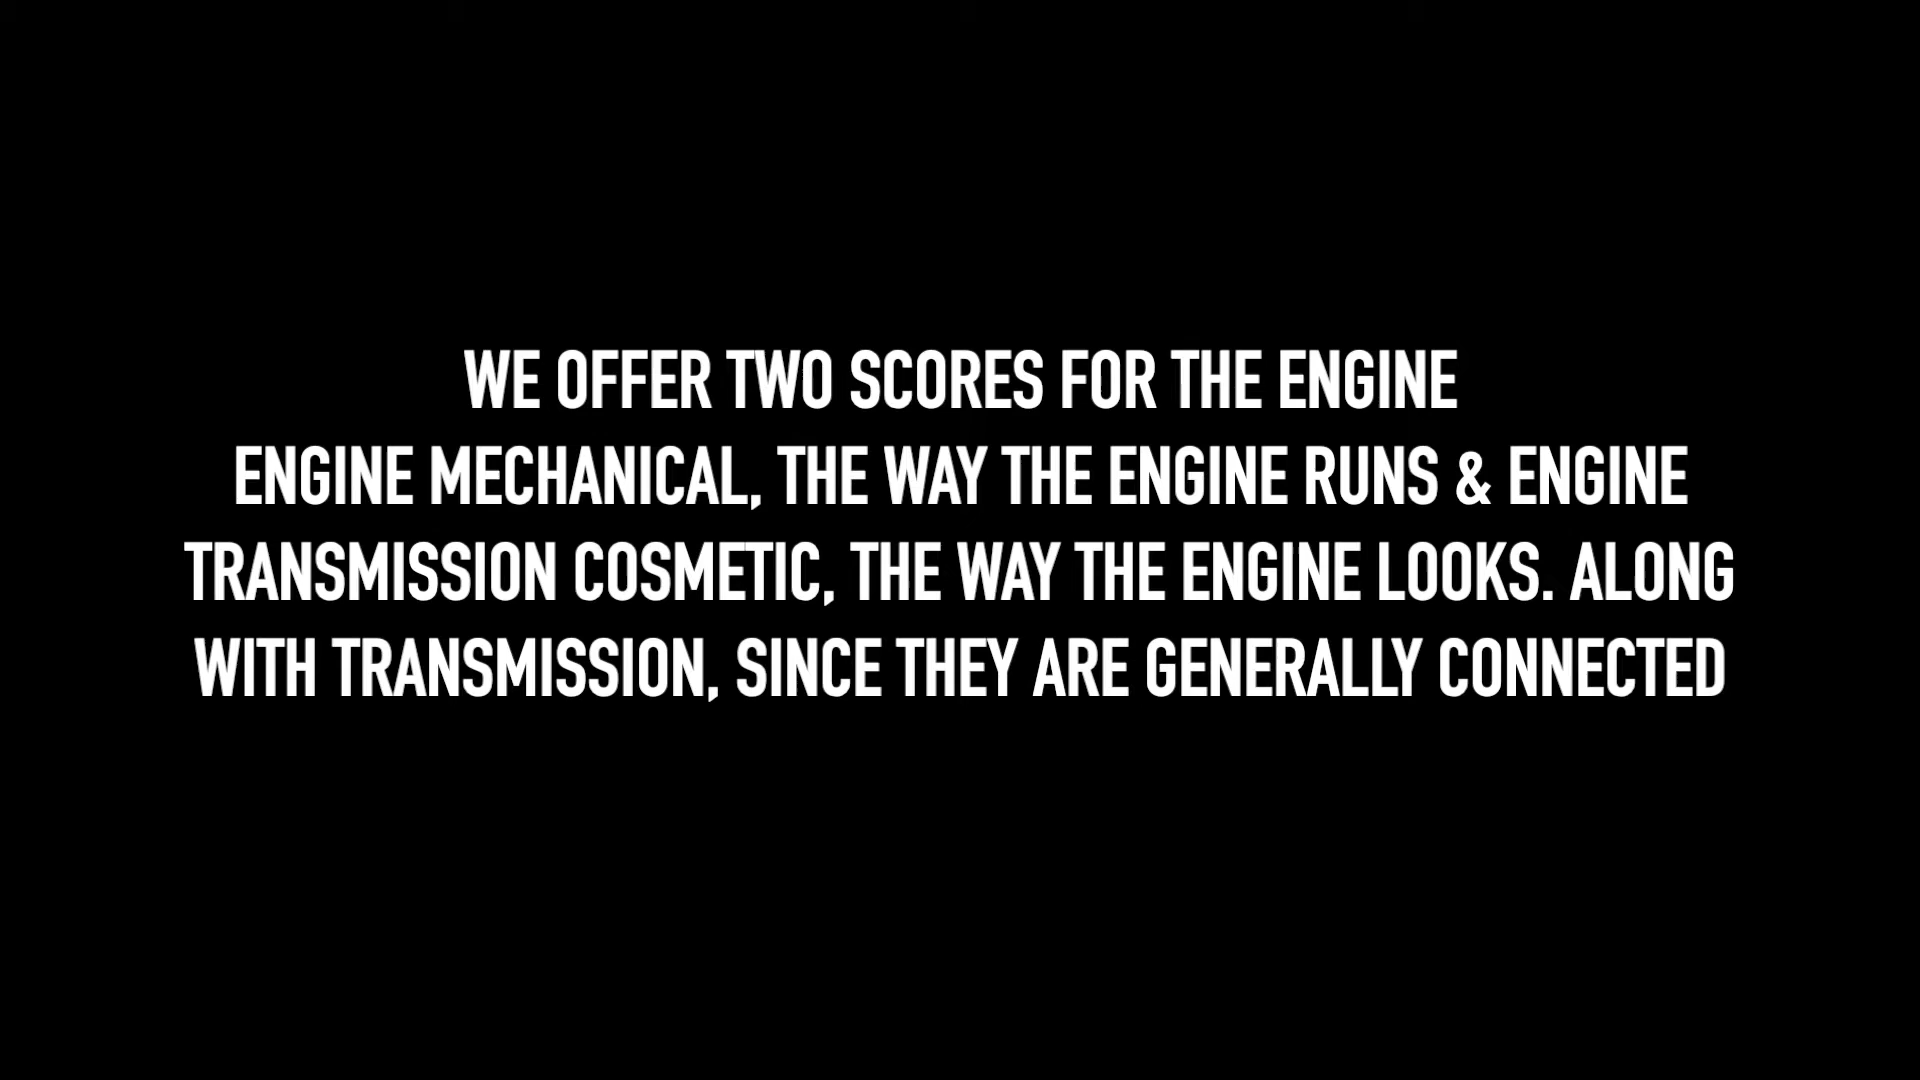 WE OFFER TWO SCORES FOR THE ENGINE
ENGINE MECHANICAL, THE WAY THE ENGINE RUNS & ENGINE
TRANSMISSION COSMETIC, THE WAY THE ENGINE LOOKS. ALONG
WITH TRANSMISSION, SINCE THEY ARE GENERALLY CONNECTED